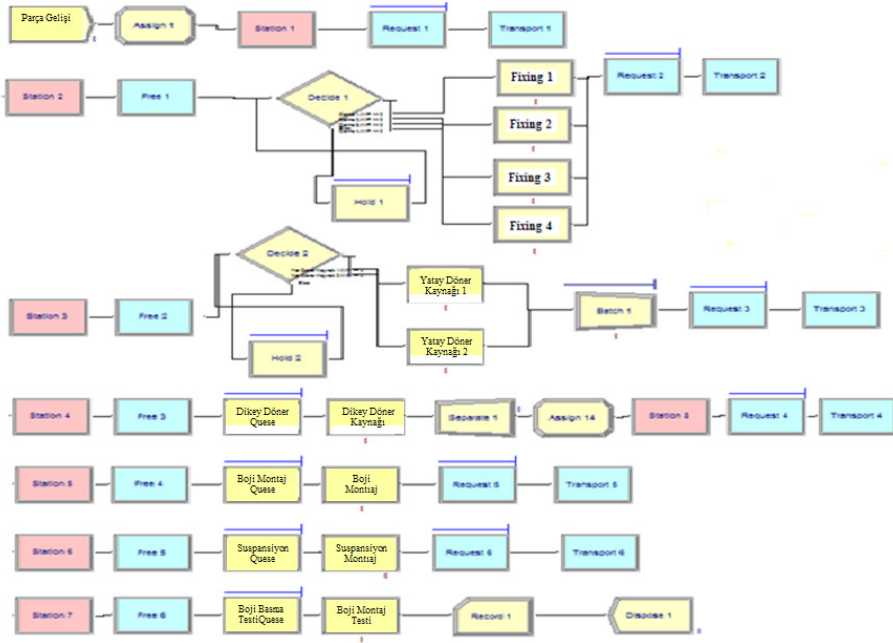 Parça Gelişi
Assign 1
Station 1
Request 1
Transport 1
Station 2
Free 1
Decide 1
Else
Hold 1
Fixing 1
Fixing 2
Fixing 3
Fixing 4
Request 2
Transport 2
Station 3
Free 2
Decide 2
Else
Hold 2
Yatay Döner
Kaynağı 1
Yatay Döner
Kaynağı 2
Batch 1
Request 3
Transport 3
Station 4
Free 3
Dikey Döner
Quese
Dikey Döner
Kaynağı
Separate 1
Assign 14
Station 8
Request 4
Transport 4
Station 5
Free 4
Boji Montaj
Quese
Boji
Montıaj
Request 5
Transport 5
Station 6
Free 5
Suspansiyon
Quese
Suspansiyon
Montıaj
Request 6
Transport 6
Station 7
Free 6
Boji Basma
TestiQuese
Boji Montaj
Testi
Record 1
Dispose 1